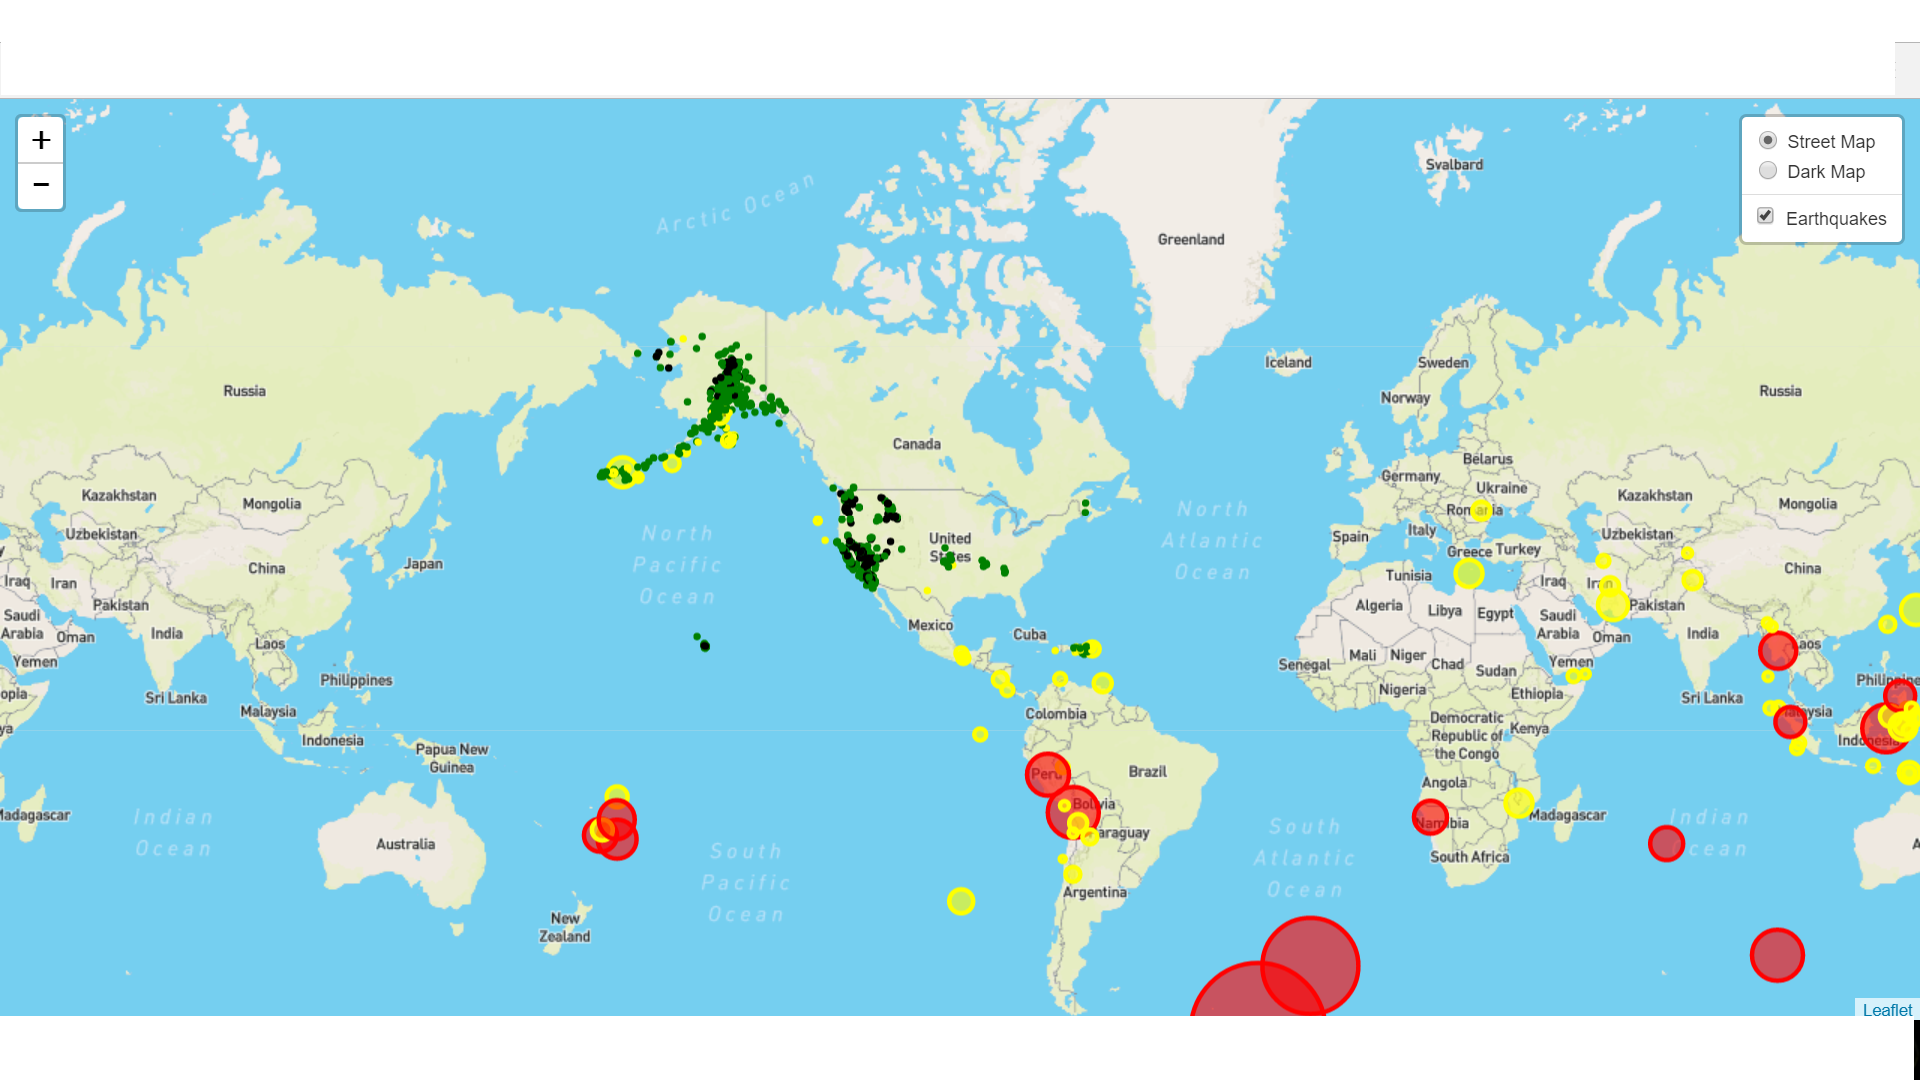 +
−
Street Map
Dark Map
Earthquakes
Arctic Ocean
Svalbard
Greenland
Iceland
Sweden
Norway
Russia
Russia
Canada
Belarus
Germany
Ukraine
Romania
Kazakhstan
Mongolia
Kazakhstan
Mongolia
Uzbekistan
Uzbekistan
North
Pacific
Ocean
North
Atlantic
Ocean
United
States
Italy
Spain
Greece
Turkey
Japan
China
China
Iraq
Iran
Iraq
Iran
Tunisia
Pakistan
Pakistan
Algeria
Libya
Egypt
Saudi
Arabia
Saudi
Arabia
Oman
Oman
India
India
Mexico
Cuba
Laos
Laos
Yemen
Yemen
Mali
Niger
Chad
Sudan
Senegal
Philippines
Philippine
opia
Sri Lanka
Sri Lanka
Nigeria
Ethiopia
Malaysia
Malaysia
Colombia
Democratic
Republic of
the Congo
Kenya
ya
Indonesia
Indonesia
Papua New
Guinea
Peru
Brazil
Angola
Bolivia
Indian
Ocean
Madagascar
Madagascar
Namibia
Indian
Ocean
araguay
Australia
A
South
Pacific
Ocean
South
Atlantic
Ocean
South Africa
Argentina
New
Zealand
Leaflet